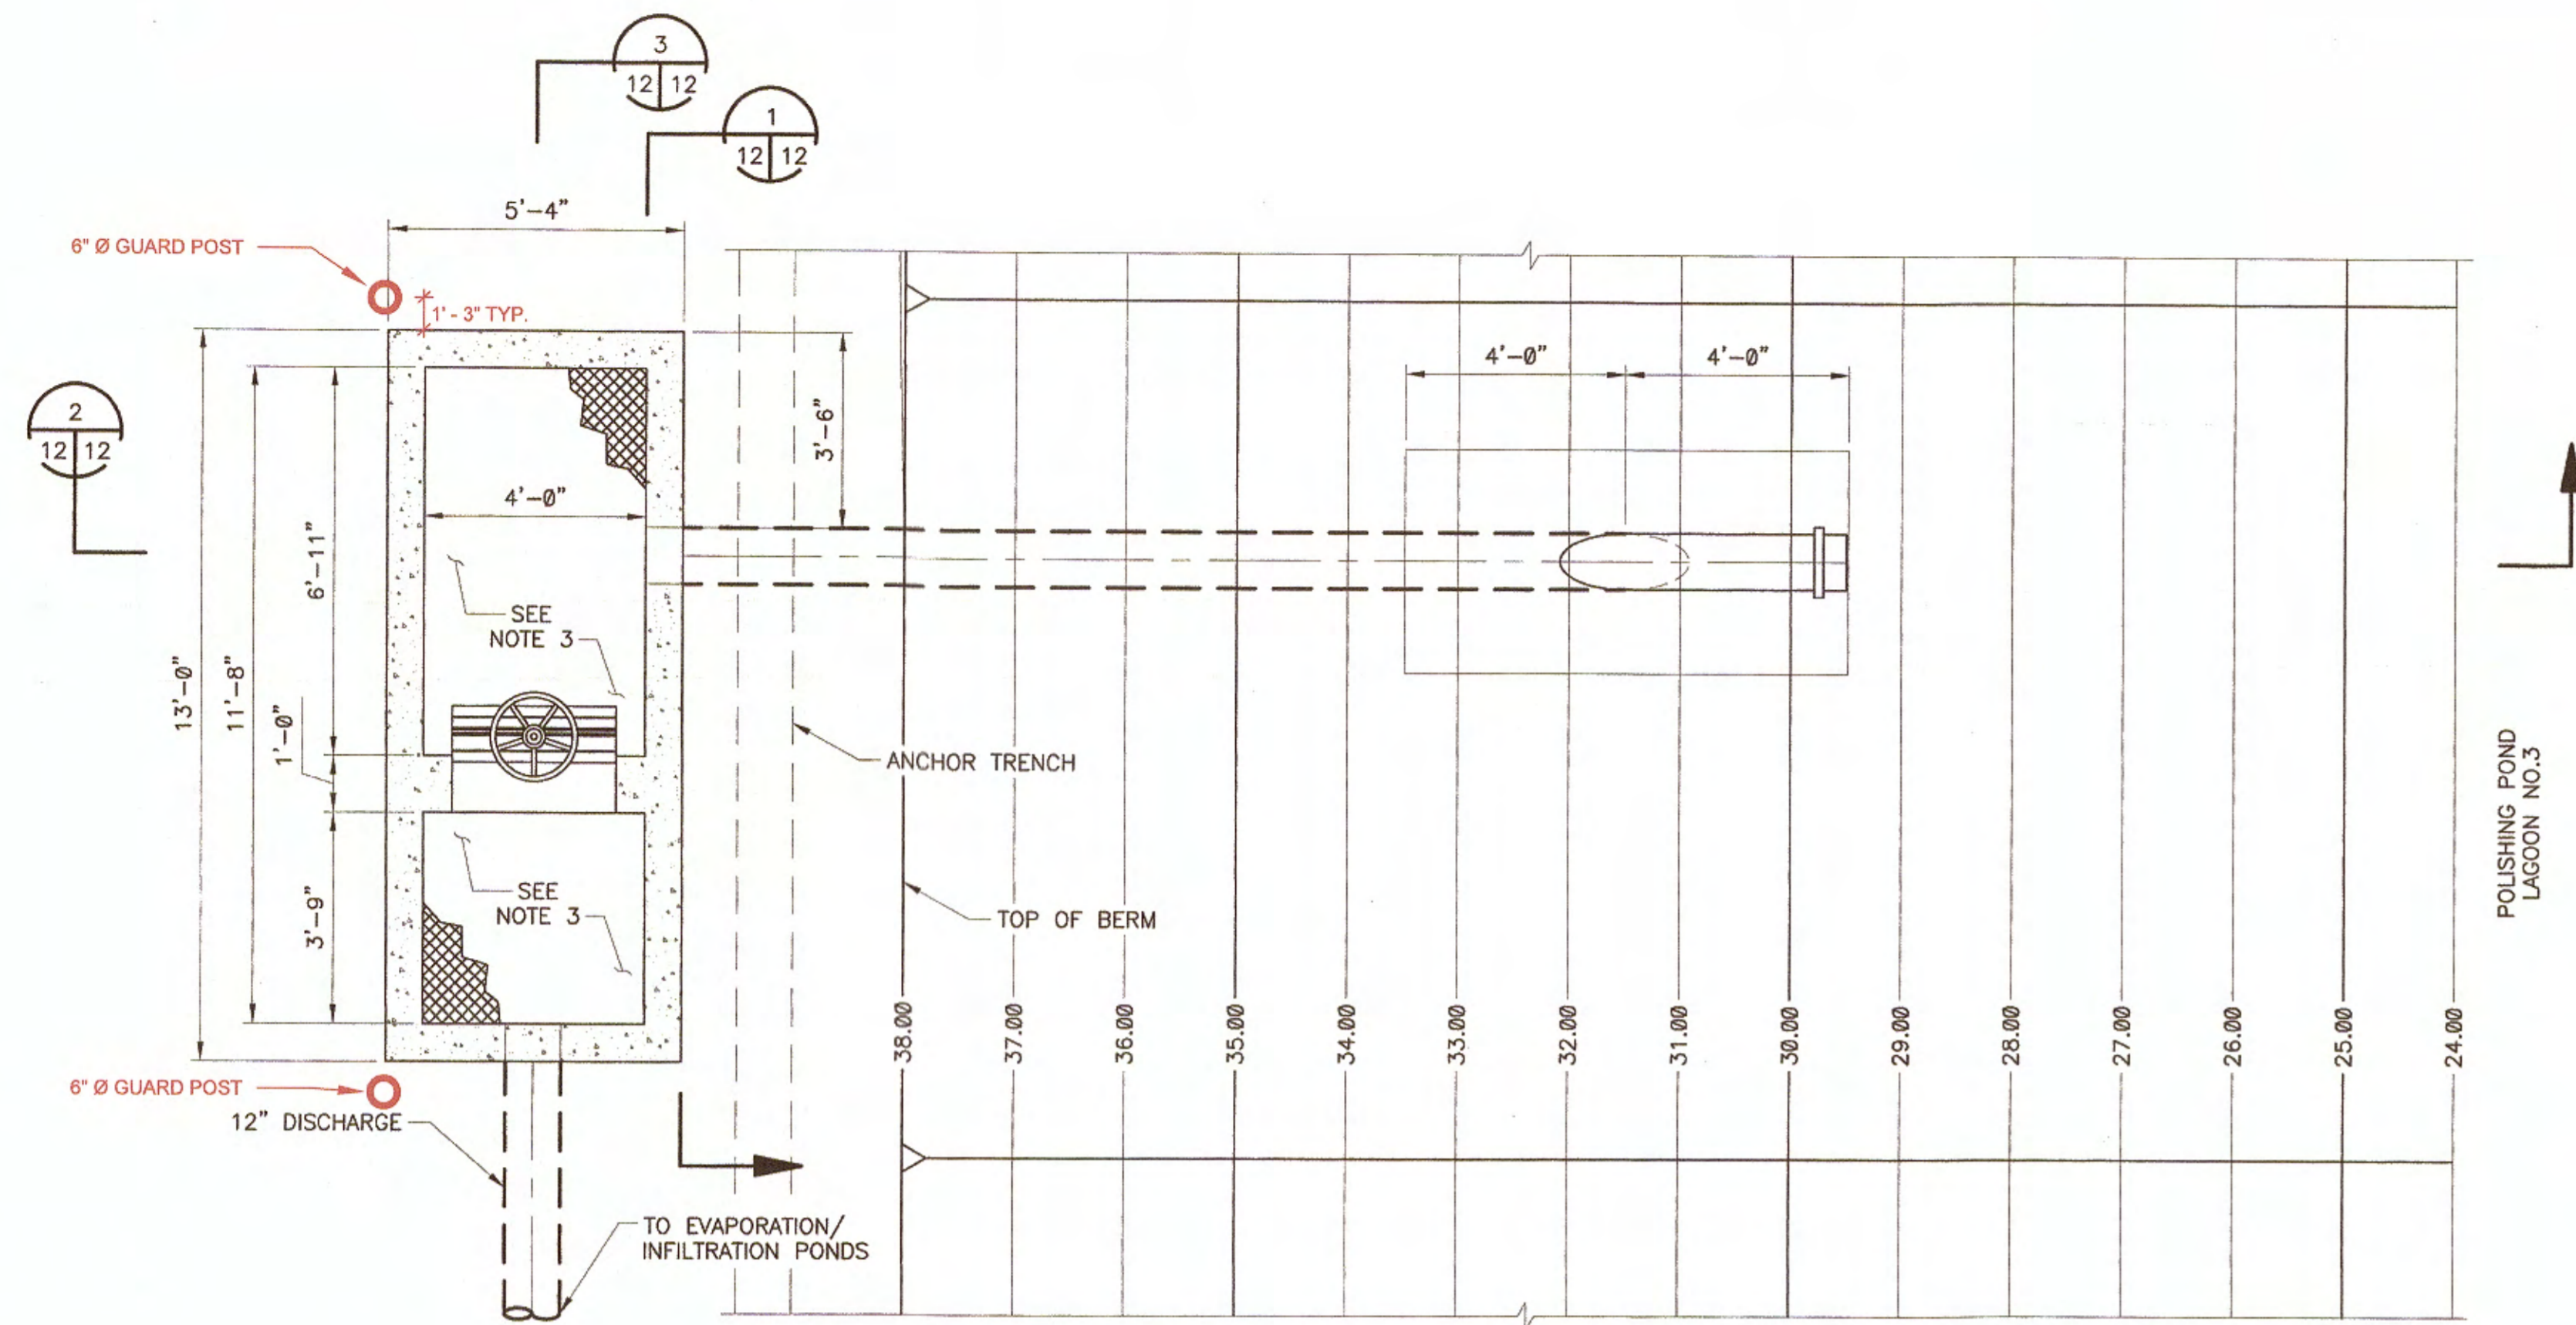 3
12 12
1
12 12
5'-4"
6" Ø GUARD POST
1' - 3" TYP.
4'-0"
4'-0"
3'-6"
2
12 12
4'-0"
6'-11"
SEE
NOTE 3
13'-0"
11'-8"
1'-0"
ANCHOR TRENCH
POLISHING POND
LAGOON NO.3
SEE
NOTE 3
3'-9"
TOP OF BERM
38.00
37.00
36.00
35.00
34.00
33.00
32.00
31.00
30.00
29.00
28.00
27.00
26.00
25.00
24.00
6" Ø GUARD POST
12" DISCHARGE
TO EVAPORATION/
INFILTRATION PONDS